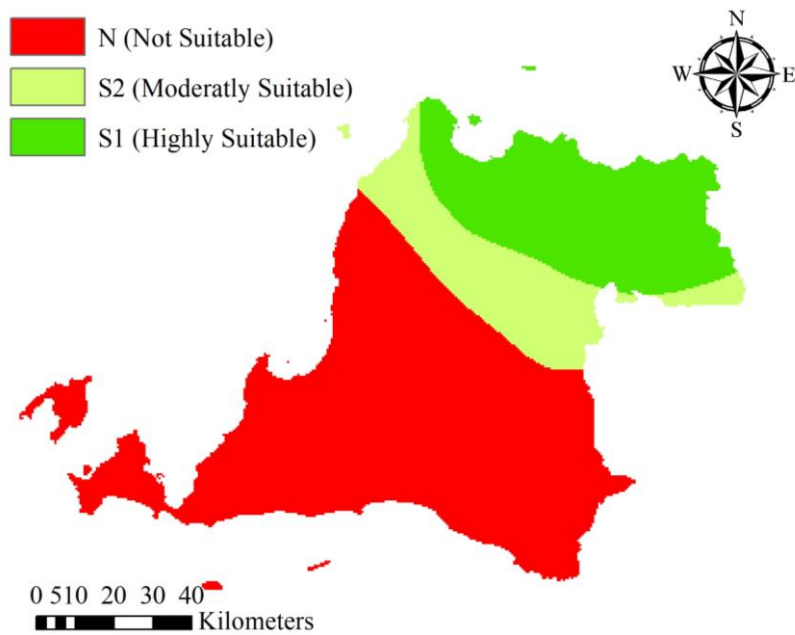 N (Not Suitable)
S2 (Moderatly Suitable)
S1 (Highly Suitable)
N
W E
S
0 510 20 30 40
Kilometers